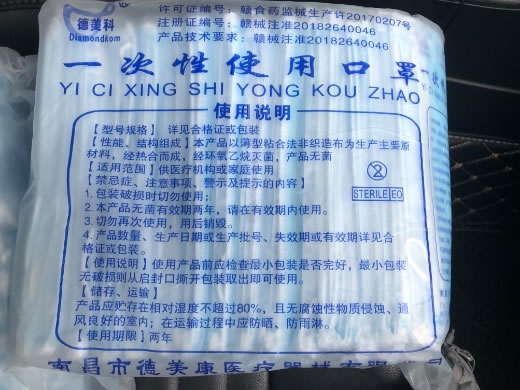 德美科
Diamondkom
许可证编号：赣食药监械生产许20170207号
注册证编号：赣械注准20182640046
产品技术要求：赣械注准20182640046
一次性使用口罩
YI CI XING SHI YONG KOU ZHAO
使用说明
【型号规格】 详见合格证或包装
【性能、结构组成】本产品以薄型粘合法非织造布为生产主要原
材料，经热合而成，经环氧乙烷灭菌，产品无菌
【适用范围】供医疗机构或家庭使用
【禁忌症、注意事项、警示及提示的内容】
1.包装破损时切勿使用；
2.本产品无菌有效期两年，请在有效期内使用。
3.切勿再次使用，用后销毁。
4.产品数量、生产日期或生产批号、失效期或有效期详见合
格证或包装。
2
STERILE EO
【使用说明】使用产品前应检查最小包装是否完好，最小包装
无破损则从启封口撕开包装取出即可使用。
【储存、运输】
产品应贮存在相对湿度不超过80%，且无腐蚀性物质侵蚀、通
风良好的室内；在运输过程中应防晒、防雨淋。
【使用期限】两年
南昌市德美康医疗器械有限公司